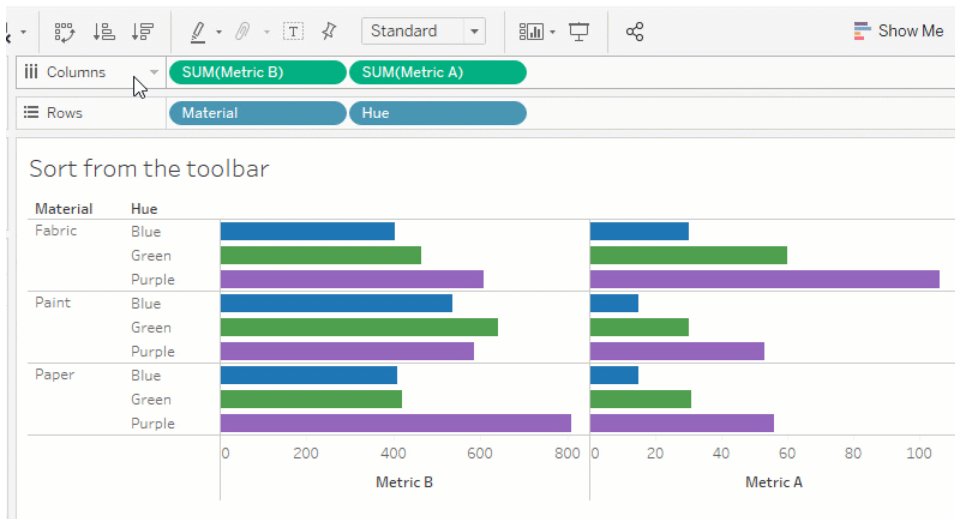 Standard Show Me
Columns SUM(Metric B) SUM(Metric A)
Rows Material Hue
Sort from the toolbar
Material Hue
Fabric Blue
Green
Purple
Paint Blue
Green
Purple
Paper Blue
Green
Purple
0 200 400 600 800 0 20 40 60 80 100
Metric B Metric A